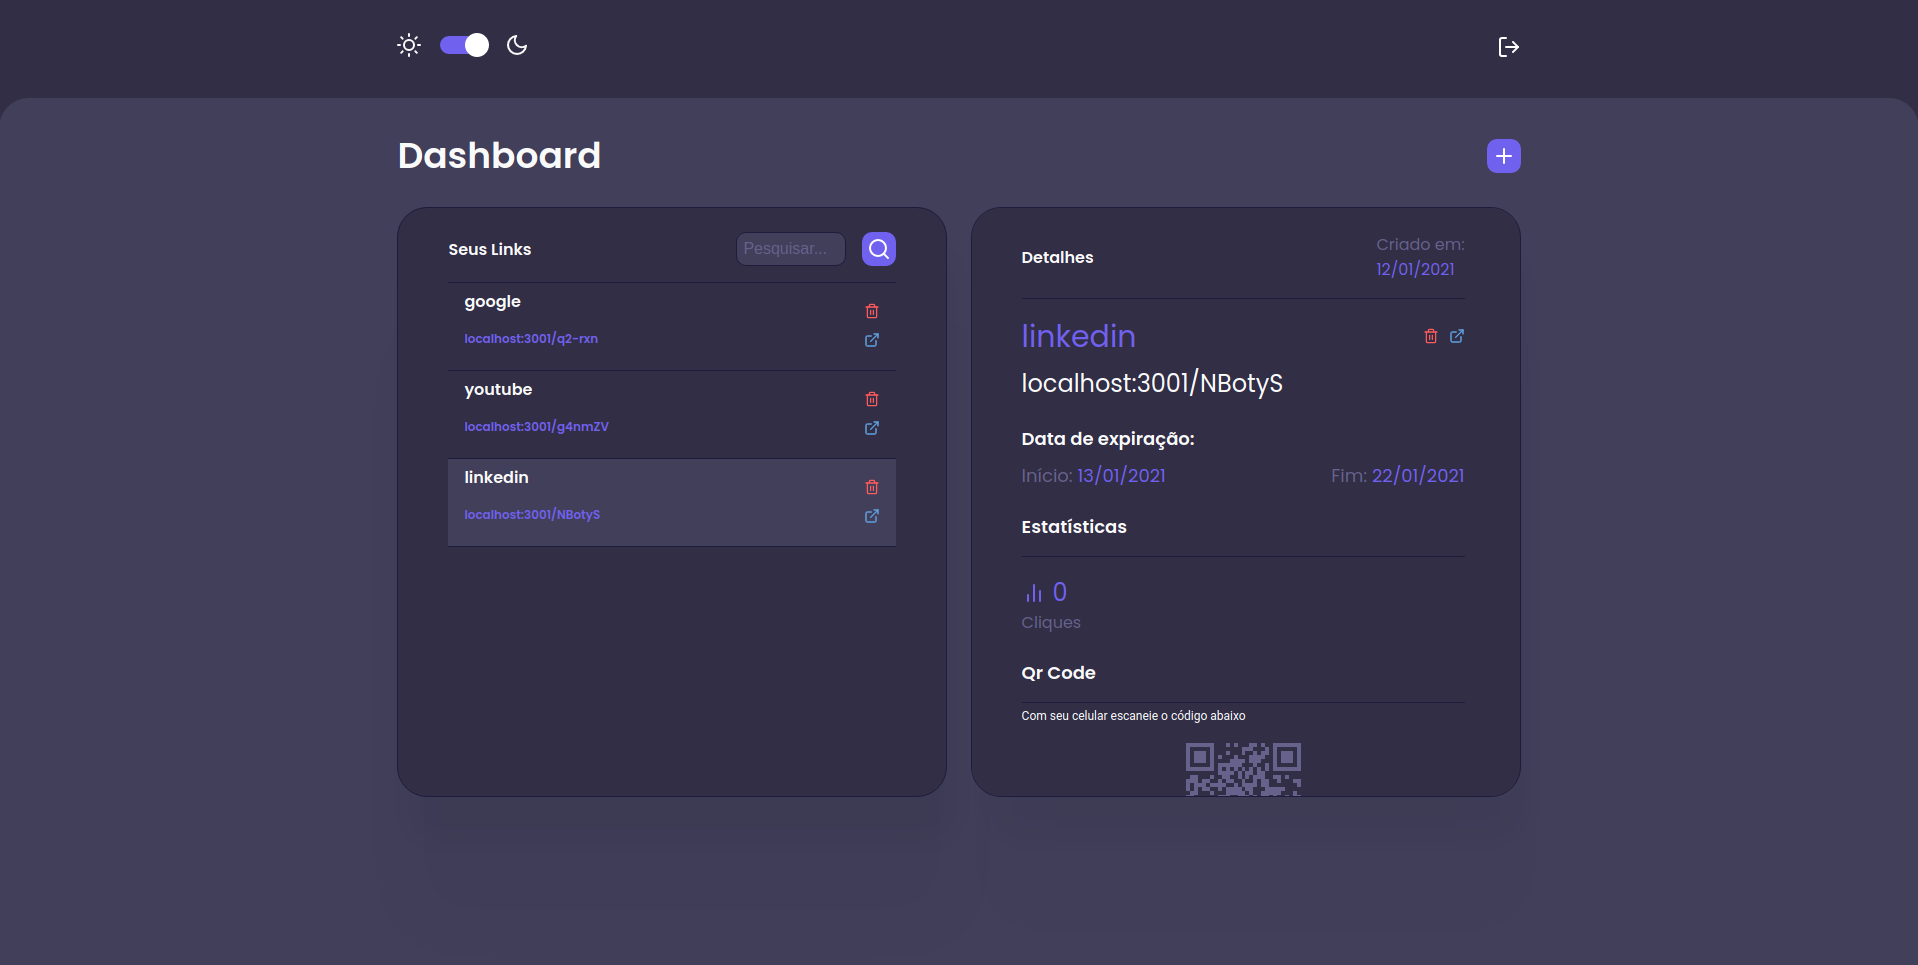 Dashboard
Seus Links
Pesquisar...
google
localhost:3001/q2-rxn
youtube
localhost:3001/g4nmZV
linkedin
localhost:3001/NBotyS
Detalhes
Criado em:
12/01/2021
linkedin
localhost:3001/NBotyS
Data de expiração:
Início: 13/01/2021
Fim: 22/01/2021
Estatísticas
0
Cliques
Qr Code
Com seu celular escaneie o código abaixo